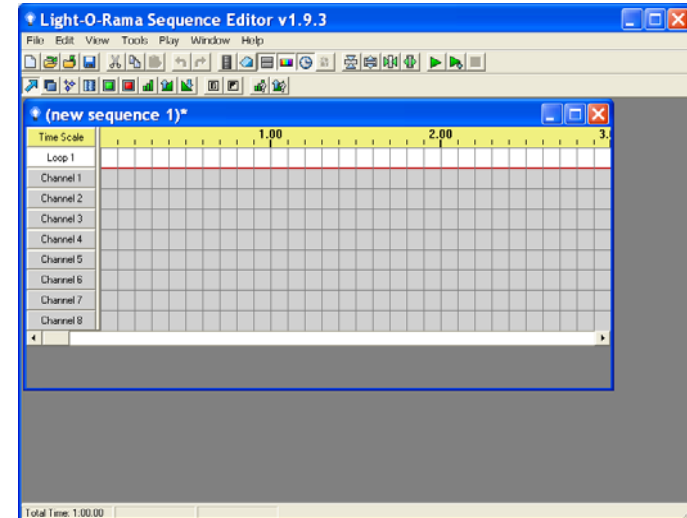 Light-O-Rama Sequence Editor v1.9.3
File Edit View Tools Play Window Help
(new sequence 1)*
Time Scale 1.00 2.00 3.
Loop 1
Channel 1
Channel 2
Channel 3
Channel 4
Channel 5
Channel 6
Channel 7
Channel 8
Total Time: 1:00.00